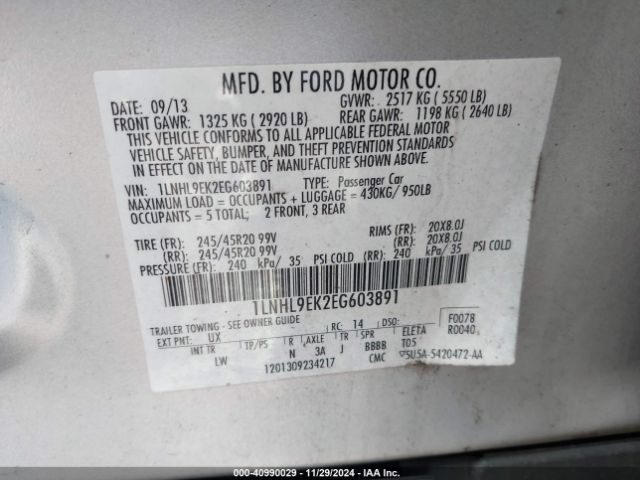 MFD. BY FORD MOTOR CO.
DATE: 09/13 GVWR: 2517 KG ( 5550 LB)
FRONT GAWR: 1325 KG ( 2920 LB) REAR GAWR: 1198 KG ( 2640 LB)
THIS VEHICLE CONFORMS TO ALL APPLICABLE FEDERAL MOTOR
VEHICLE SAFETY, BUMPER, AND THEFT PREVENTION STANDARDS
IN EFFECT ON THE DATE OF MANUFACTURE SHOWN ABOVE.
VIN: 1LNHL9EK2EG603891 TYPE: Passenger Car
MAXIMUM LOAD = OCCUPANTS + LUGGAGE = 430KG/ 950LB
OCCUPANTS: 5 TOTAL; 2 FRONT, 3 REAR
TIRE (FR): 245/45R20 99V RIMS (FR): 20X8.0J
(RR): 245/45R20 99V (RR): 20X8.0J
PRESSURE (FR): 240 kPa/ 35 PSI COLD (RR): 240 kPa/ 35 PSI COLD
1LNHL9EK2EG603891
TRAILER TOWING - SEE OWNER GUIDE F0078
EXT PNT: UX RC: 14 DSO: R0040
INT TR TP/PS R AXLE TR SPR ELETA
LW N 3A J BBBB T05
1201309234217 CMC 5U5A-5420472-AA
000-40990029 - 11/29/2024 - IAA Inc.